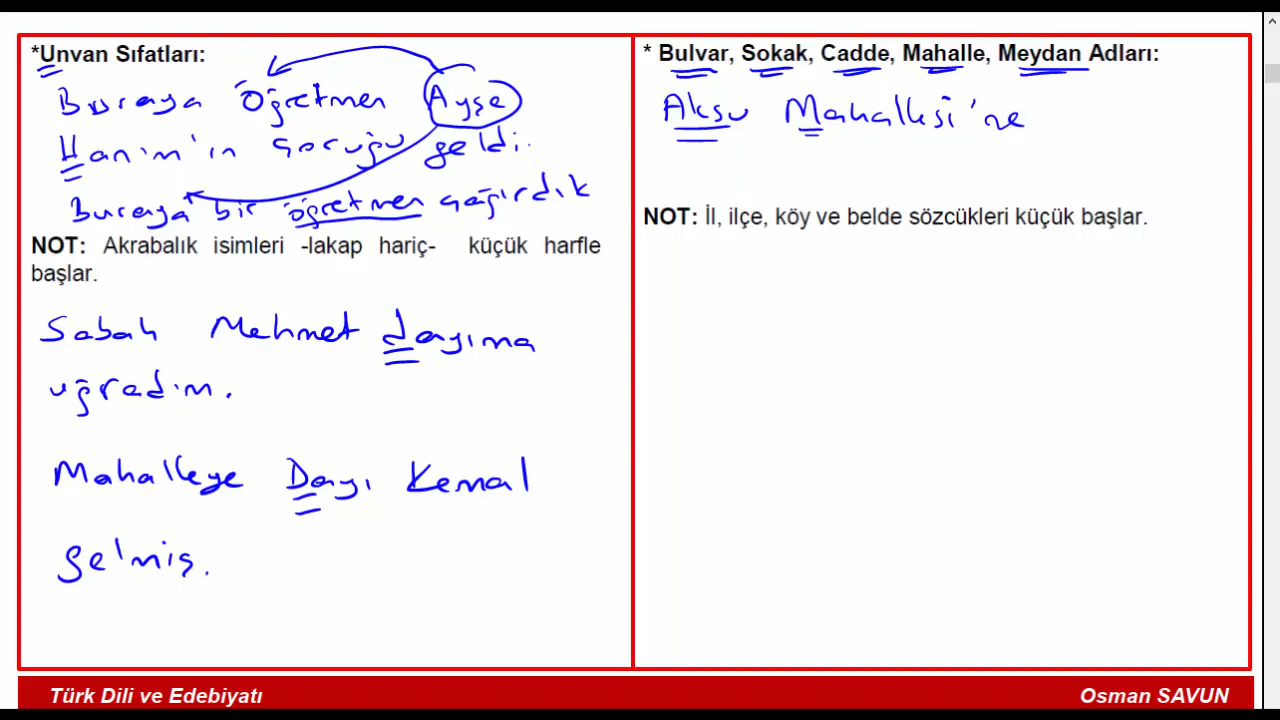 *Unvan Sıfatları:
Buraya Öğretmen Ayşe
Hanım'ın çocuğu geldi.
Buraya bir öğretmen çağırdık
NOT: Akrabalık isimleri -lakap hariç- küçük harfle
başlar.
Sabah Mehmet dayıma
uğradım.
Mahalleye Dayı Kemal
gelmiş.
* Bulvar, Sokak, Cadde, Mahalle, Meydan Adları:
Aksu Mahallesi'ne
NOT: İl, ilçe, köy ve belde sözcükleri küçük başlar.
Türk Dili ve Edebiyatı
Osman SAVUN